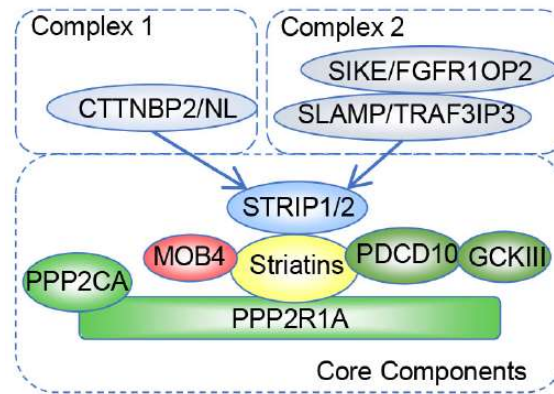 Complex 1
Complex 2
SIKE/FGFR1OP2
CTTNBP2/NL
SLAMP/TRAF3IP3
STRIP1/2
MOB4
Striatins
PDCD10
GCKIII
PPP2CA
PPP2R1A
Core Components